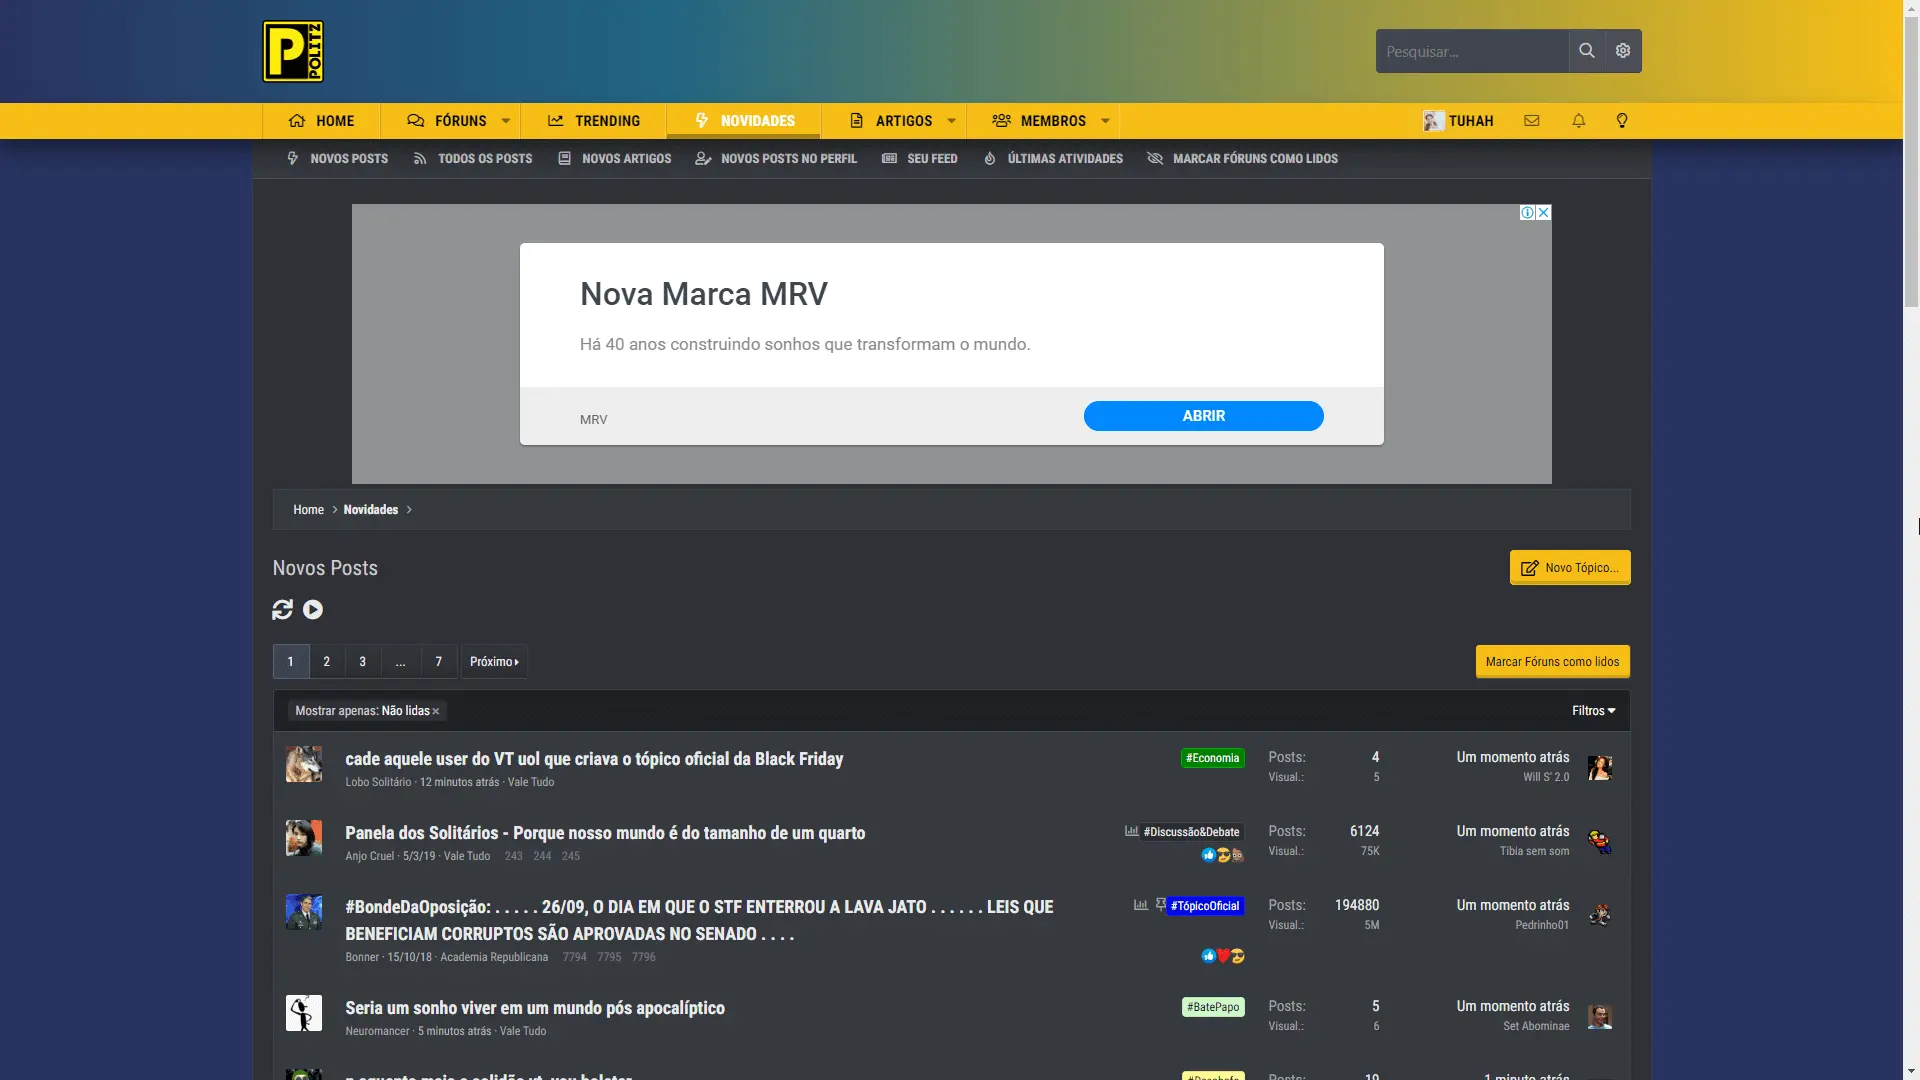 P POLITZ
Pesquisar...
HOME FÓRUNS TRENDING NOVIDADES ARTIGOS MEMBROS TUHAH
NOVOS POSTS TODOS OS POSTS NOVOS ARTIGOS NOVOS POSTS NO PERFIL SEU FEED ÚLTIMAS ATIVIDADES MARCAR FÓRUNS COMO LIDOS
Nova Marca MRV
Há 40 anos construindo sonhos que transformam o mundo.
MRV ABRIR
Home Novidades
Novos Posts Novo Tópico...
1 2 3 ... 7 Próximo Marcar Fóruns como lidos
Mostrar apenas: Não lidas Filtros
cade aquele user do VT uol que criava o tópico oficial da Black Friday #Economia Posts: 4 Um momento atrás
Lobo Solitário · 12 minutos atrás · Vale Tudo Visual.: 5 Will S' 2.0
Panela dos Solitários - Porque nosso mundo é do tamanho de um quarto #Discussão&Debate Posts: 6124 Um momento atrás
Anjo Cruel · 5/3/19 · Vale Tudo 243 244 245 Visual.: 75K Tibia sem som
#BondeDaOposição: . . . . . 26/09, O DIA EM QUE O STF ENTERROU A LAVA JATO . . . . . . LEIS QUE #TópicoOficial Posts: 194880 Um momento atrás
BENEFICIAM CORRUPTOS SÃO APROVADAS NO SENADO . . . . Visual.: 5M Pedrinho01
Bonner · 15/10/18 · Academia Republicana 7794 7795 7796
Seria um sonho viver em um mundo pós apocalíptico #BatePapo Posts: 5 Um momento atrás
Neuromancer · 5 minutos atrás · Vale Tudo Visual.: 6 Set Abominae
Posts: 19 1 minuto atrás